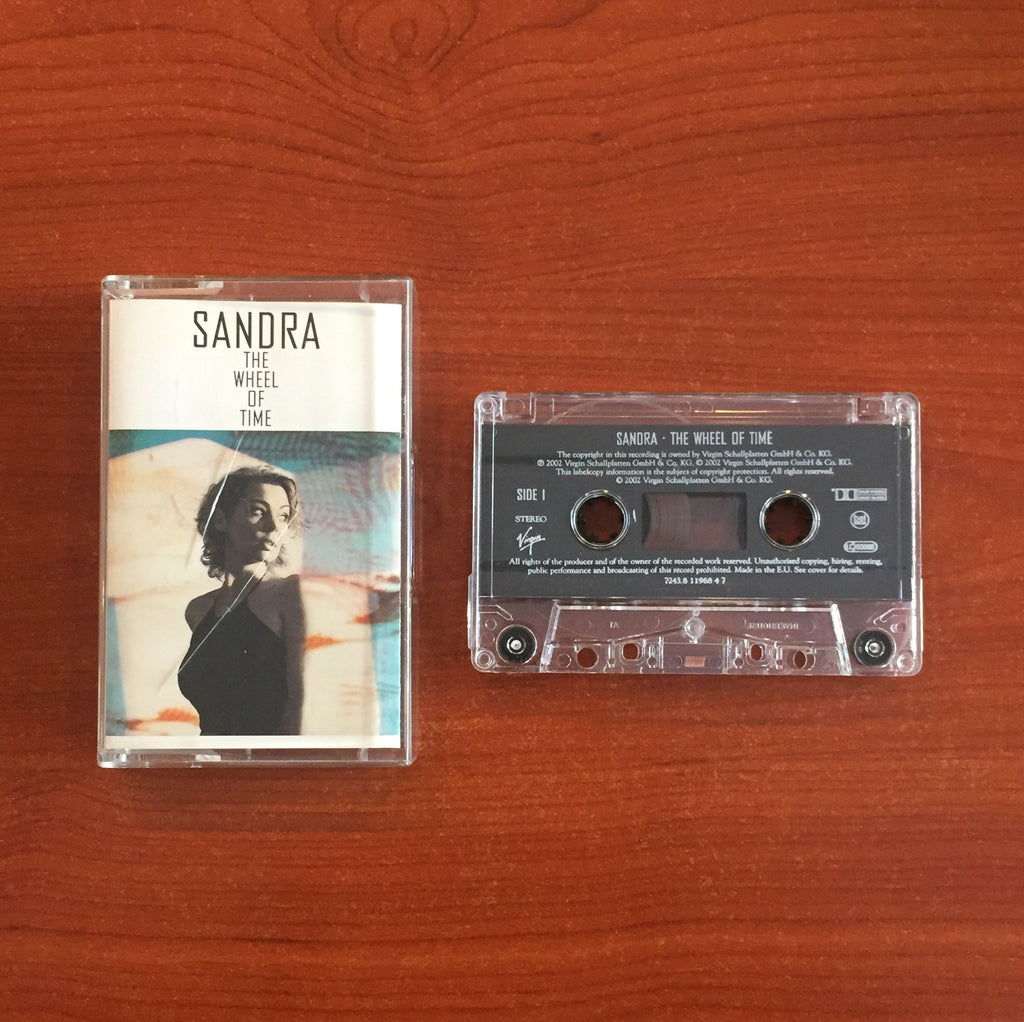 SANDRA
THE
WHEEL
OF
TIME
SANDRA · THE WHEEL OF TIME
The copyright in this recording is owned by Virgin Schallplatten GmbH & Co. KG.
℗ 2002 Virgin Schallplatten GmbH & Co. KG, © 2002 Virgin Schallplatten GmbH & Co. KG.
This labelcopy information is the subject of copyright protection. All rights reserved.
© 2002 Virgin Schallplatten GmbH & Co. KG.
SIDE 1
STEREO
Virgin
All rights of the producer and of the owner of the recorded work reserved. Unauthorised copying, hiring, renting,
public performance and broadcasting of this record prohibited. Made in the E.U. See cover for details.
7243.8 11968 4 7